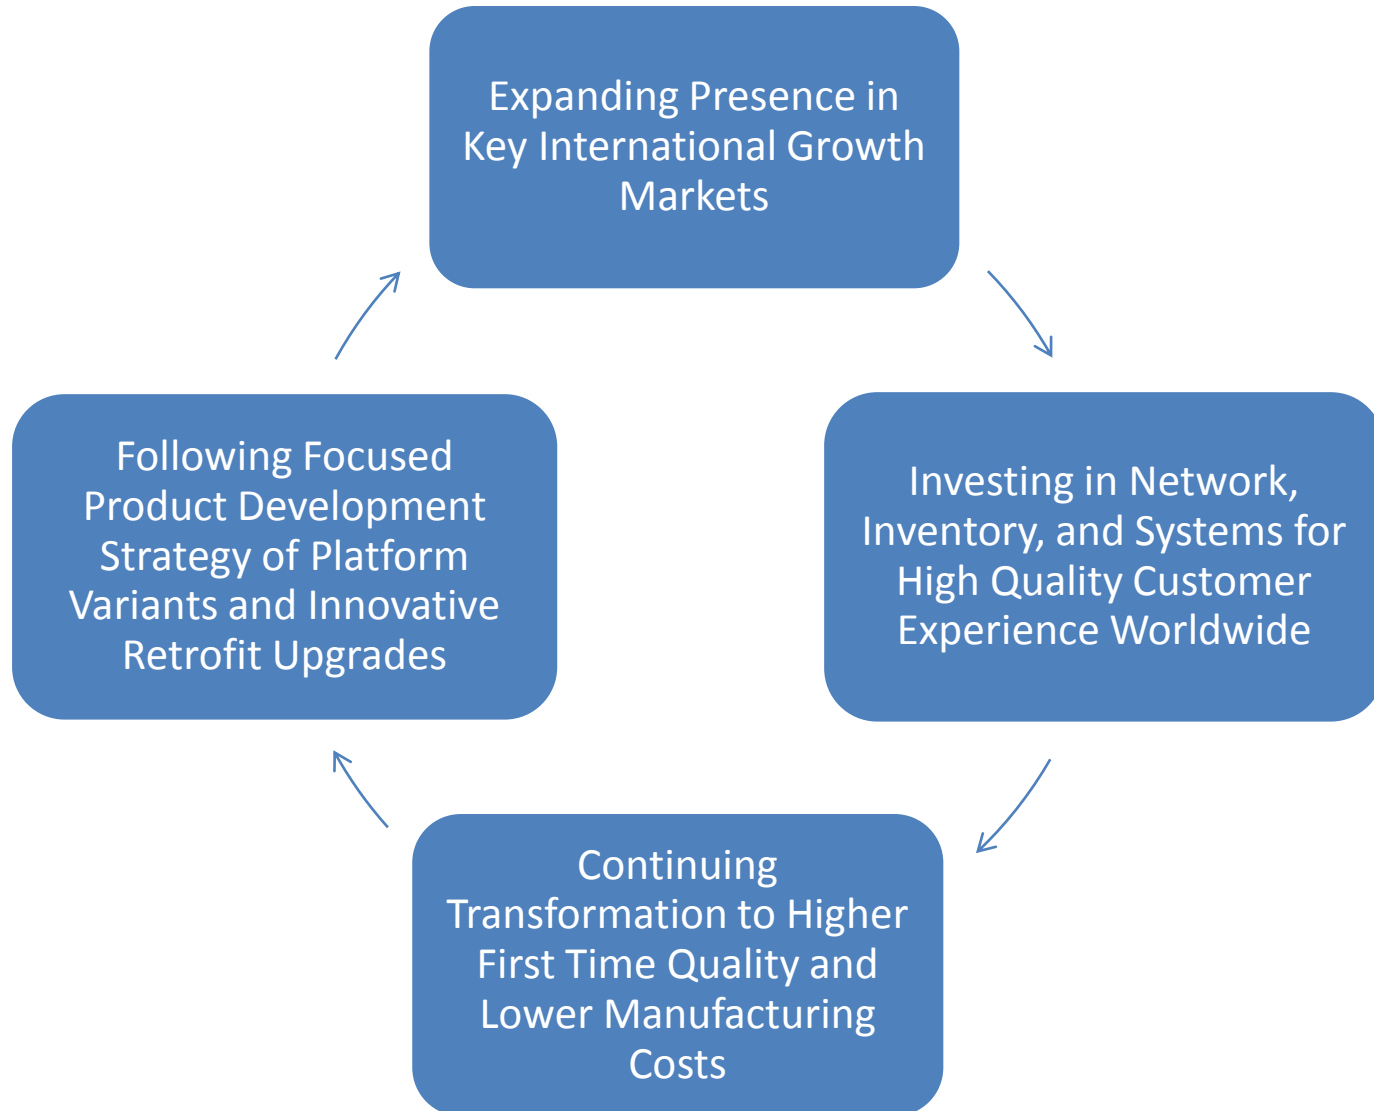 Expanding Presence in
Key International Growth
Markets
Following Focused
Product Development
Strategy of Platform
Variants and Innovative
Retrofit Upgrades
Investing in Network,
Inventory, and Systems for
High Quality Customer
Experience Worldwide
Continuing
Transformation to Higher
First Time Quality and
Lower Manufacturing
Costs